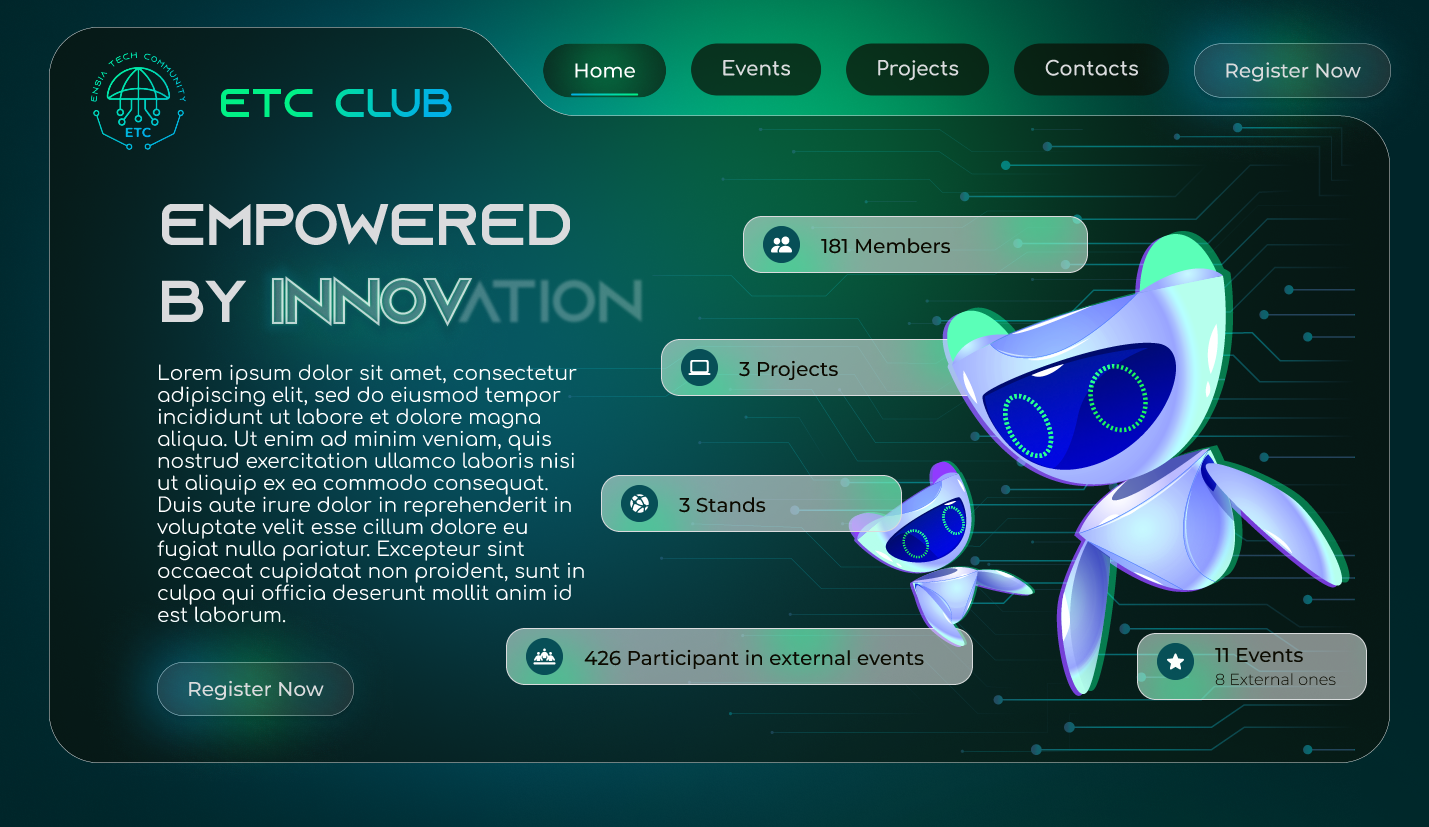 ENSIA TECH COMMUNITY
ETC
ETC CLUB
Home
Events
Projects
Contacts
Register Now
EMPOWERED
BY INNOVATION
Lorem ipsum dolor sit amet, consectetur
adipiscing elit, sed do eiusmod tempor
incididunt ut labore et dolore magna
aliqua. Ut enim ad minim veniam, quis
nostrud exercitation ullamco laboris nisi
ut aliquip ex ea commodo consequat.
Duis aute irure dolor in reprehenderit in
voluptate velit esse cillum dolore eu
fugiat nulla pariatur. Excepteur sint
occaecat cupidatat non proident, sunt in
culpa qui officia deserunt mollit anim id
est laborum.
Register Now
181 Members
3 Projects
3 Stands
426 Participant in external events
11 Events
8 External ones